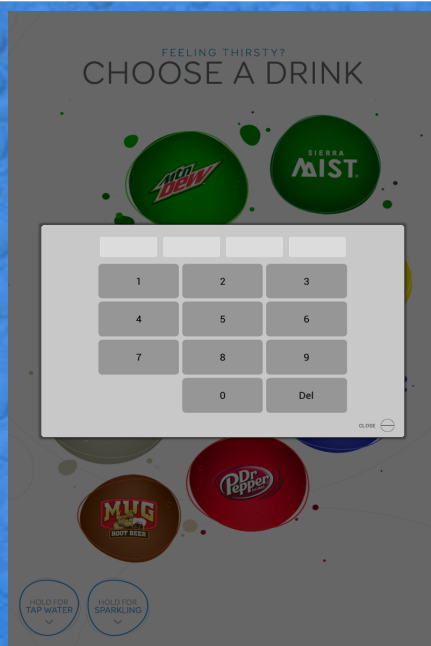 FEELING THIRSTY?
CHOOSE A DRINK
mtn
DEW
SIERRA
MIST.
1
2
3
4
5
6
7
8
9
0
Del
CLOSE
Dr
Pepper
MUG
ROOT BEER
HOLD FOR
TAP WATER
HOLD FOR
SPARKLING